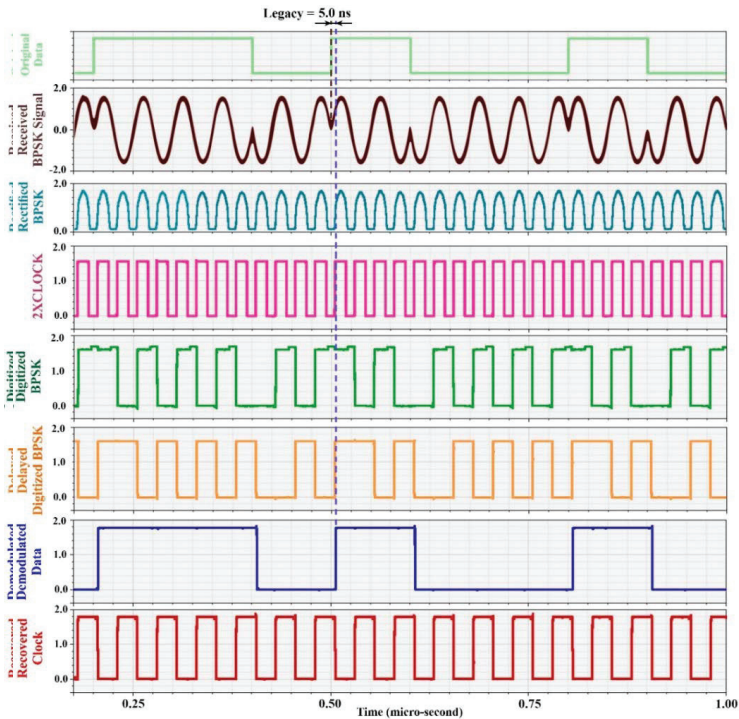 Legacy = 5.0 ns
Original
Data
Received
BPSK Signal
2.0
0.0
-2.0
Rectified
BPSK
2.0
0.0
2XCLOCK
2.0
1.0
0.0
Digitized
BPSK
2.0
1.0
0.0
Delayed
Digitized BPSK
2.0
1.0
0.0
Demodulated
Data
2.0
1.0
0.0
Recovered
Clock
2.0
1.0
0.0
0.25
0.50
0.75
1.00
Time (micro-second)